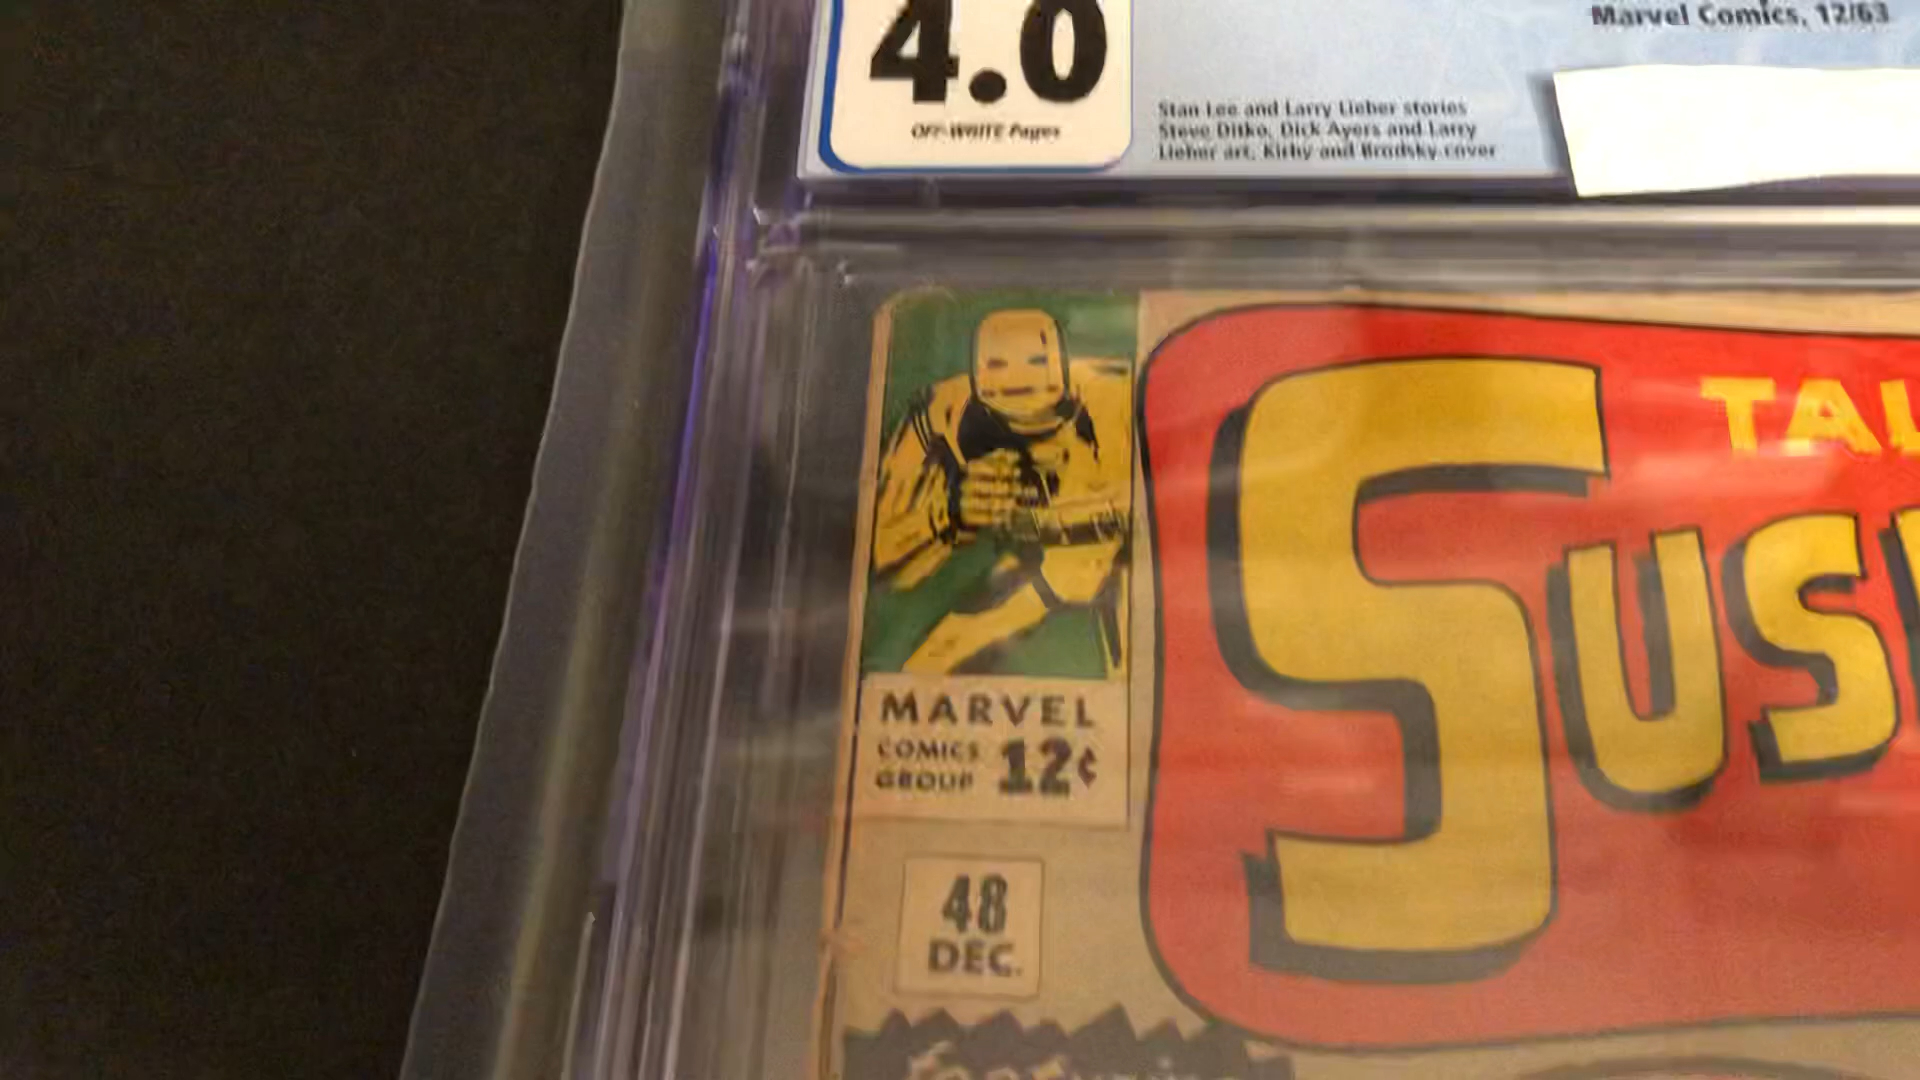 4.0
OFF-WHITE Pages
Marvel Comics, 12/63
Stan Lee and Larry Lieber stories
Steve Ditko, Dick Ayers and Larry
Lieber art, Kirby and Brodsky cover
TAL
SUS
MARVEL
COMICS
GROUP
12¢
48
DEC.